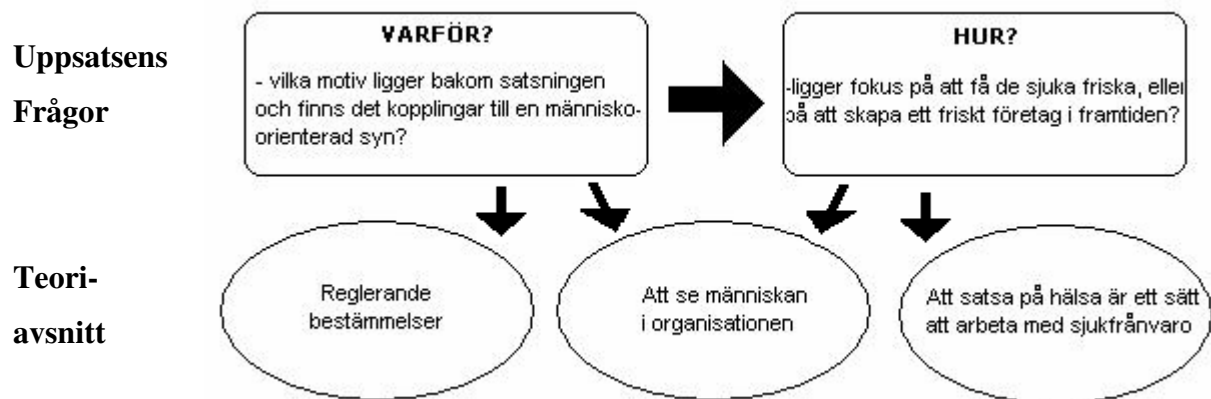 Uppsatsens
Frågor
VARFÖR?
- vilka motiv ligger bakom satsningen
och finns det kopplingar till en människo-
orienterad syn?
HUR?
-ligger fokus på att få de sjuka friska, eller
på att skapa ett friskt företag i framtiden?
Teori-
avsnitt
Reglerande
bestämmelser
Att se människan
i organisationen
Att satsa på hälsa är ett sätt
att arbeta med sjukfrånvaro